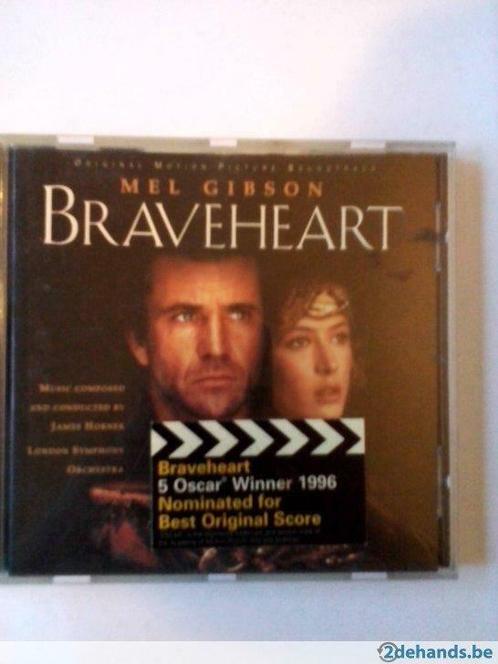 ORIGINAL MOTION PICTURE SOUNDTRACK
MEL GIBSON
BRAVEHEART
MUSIC COMPOSED
AND CONDUCTED BY
JAMES HORNER
LONDON SYMPHONY
ORCHESTRA
Braveheart
5 Oscar® Winner 1996
Nominated for
Best Original Score
2dehands.be